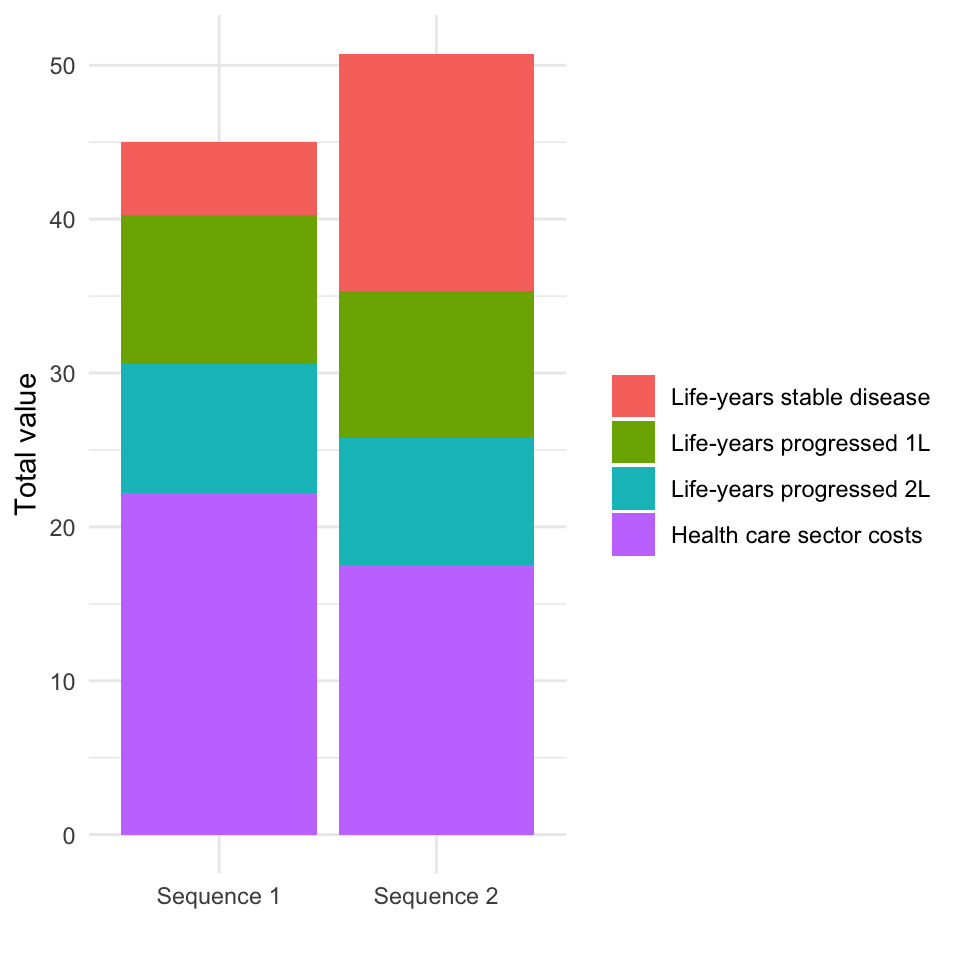 Total value
50
40
30
20
10
0
Sequence 1
Sequence 2
Life-years stable disease
Life-years progressed 1L
Life-years progressed 2L
Health care sector costs